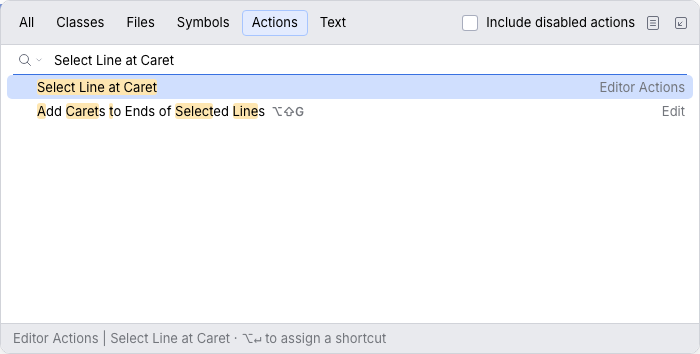 All Classes Files Symbols Actions Text Include disabled actions
Select Line at Caret
Select Line at Caret Editor Actions
Add Carets to Ends of Selected Lines ⌥⇧G Edit
Editor Actions | Select Line at Caret · ⌥↵ to assign a shortcut